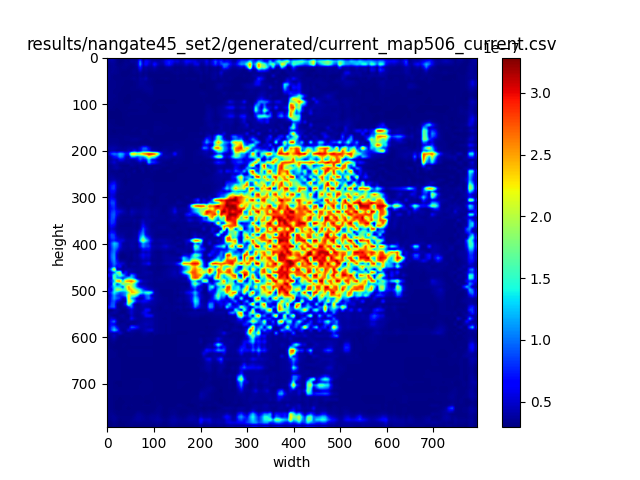 results/nangate45_set2/generated/current_map506_current.csv
1e−7
0
100
200
300
400
500
600
700
height
0 100 200 300 400 500 600 700
width
3.0
2.5
2.0
1.5
1.0
0.5